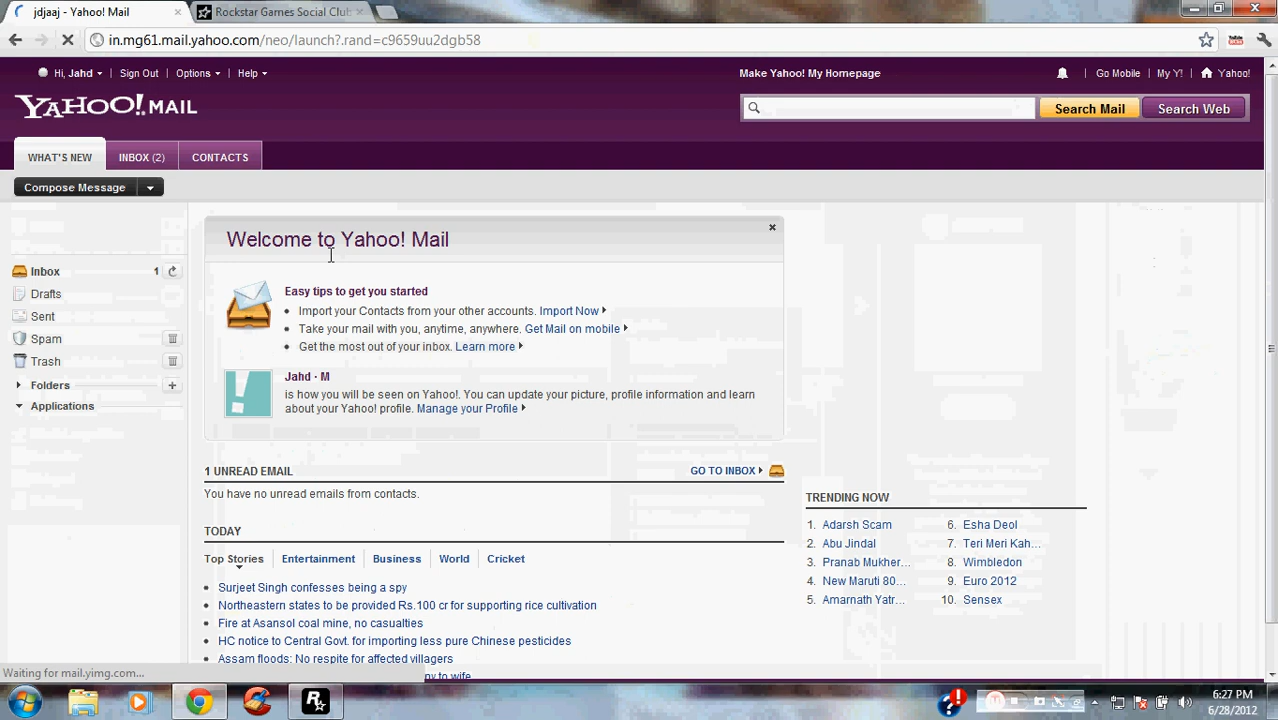 jdjaaj - Yahoo! Mail
Rockstar Games Social Club
in.mg61.mail.yahoo.com/neo/launch?.rand=c9659uu2dgb58
Hi, Jahd Sign Out Options Help Make Yahoo! My Homepage Go Mobile My Y! Yahoo!
YAHOO! MAIL
Search Mail Search Web
WHAT'S NEW INBOX (2) CONTACTS
Compose Message
Welcome to Yahoo! Mail
Inbox 1
Drafts
Sent
Spam
Trash
Folders
Applications
Easy tips to get you started
Import your Contacts from your other accounts. Import Now
Take your mail with you, anytime, anywhere. Get Mail on mobile
Get the most out of your inbox. Learn more
Jahd - M
is how you will be seen on Yahoo!. You can update your picture, profile information and learn
about your Yahoo! profile. Manage your Profile
1 UNREAD EMAIL GO TO INBOX
You have no unread emails from contacts.
TODAY
Top Stories Entertainment Business World Cricket
Surjeet Singh confesses being a spy
Northeastern states to be provided Rs.100 cr for supporting rice cultivation
Fire at Asansol coal mine, no casualties
HC notice to Central Govt. for importing less pure Chinese pesticides
Assam floods: No respite for affected villagers
to wife
TRENDING NOW
1. Adarsh Scam 6. Esha Deol
2. Abu Jindal 7. Teri Meri Kah...
3. Pranab Mukher... 8. Wimbledon
4. New Maruti 80... 9. Euro 2012
5. Amarnath Yatr... 10. Sensex
Waiting for mail.yimg.com...
6:27 PM
6/28/2012